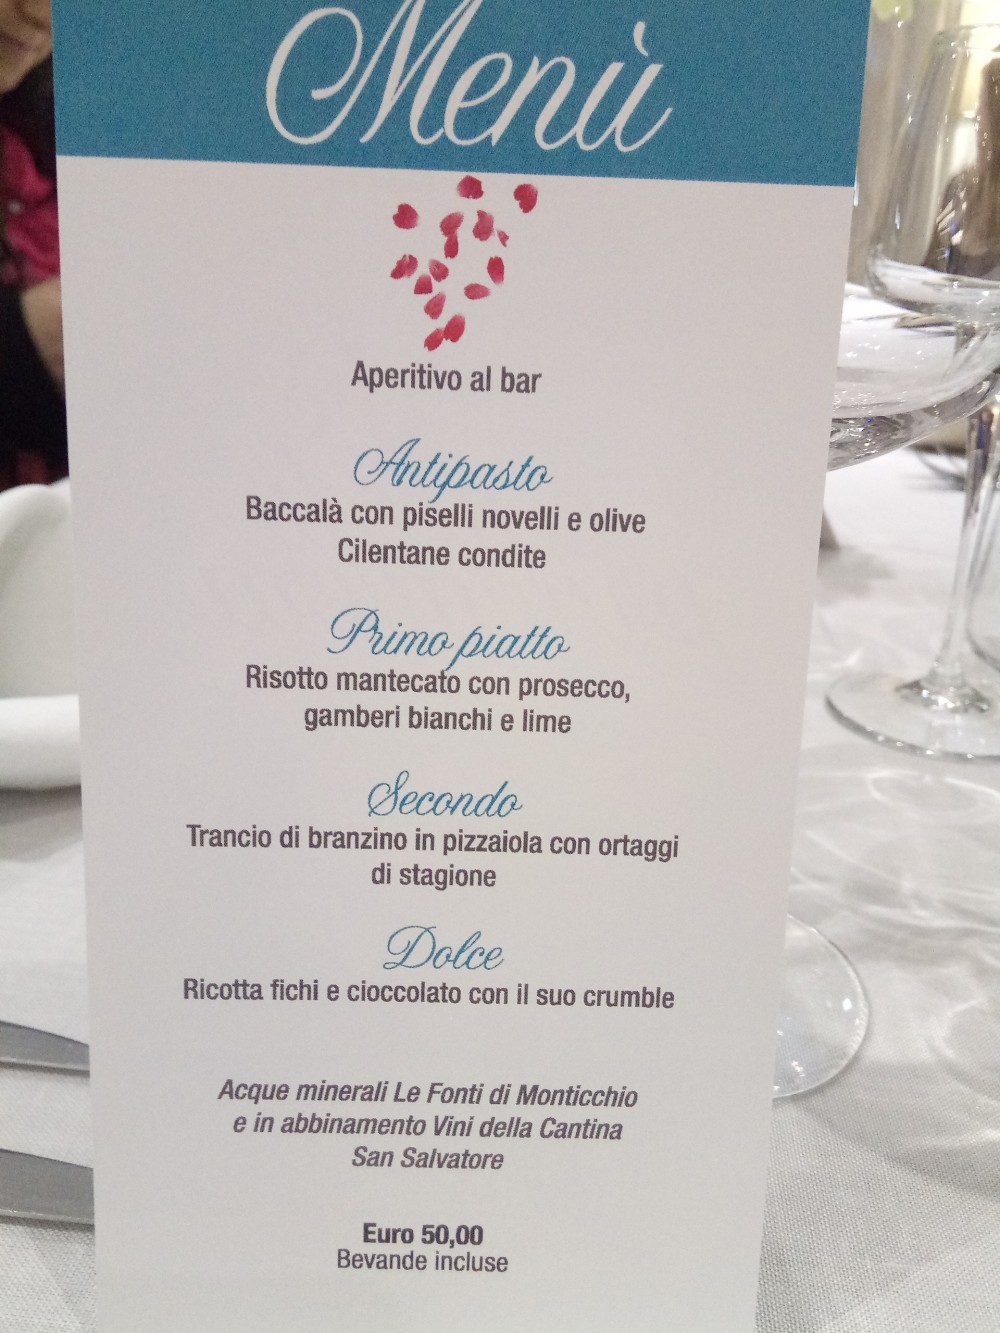 Menù
Aperitivo al bar
Antipasto
Baccalà con piselli novelli e olive
Cilentane condite
Primo piatto
Risotto mantecato con prosecco,
gamberi bianchi e lime
Secondo
Trancio di branzino in pizzaiola con ortaggi
di stagione
Dolce
Ricotta fichi e cioccolato con il suo crumble
Acque minerali Le Fonti di Monticchio
e in abbinamento Vini della Cantina
San Salvatore
Euro 50,00
Bevande incluse